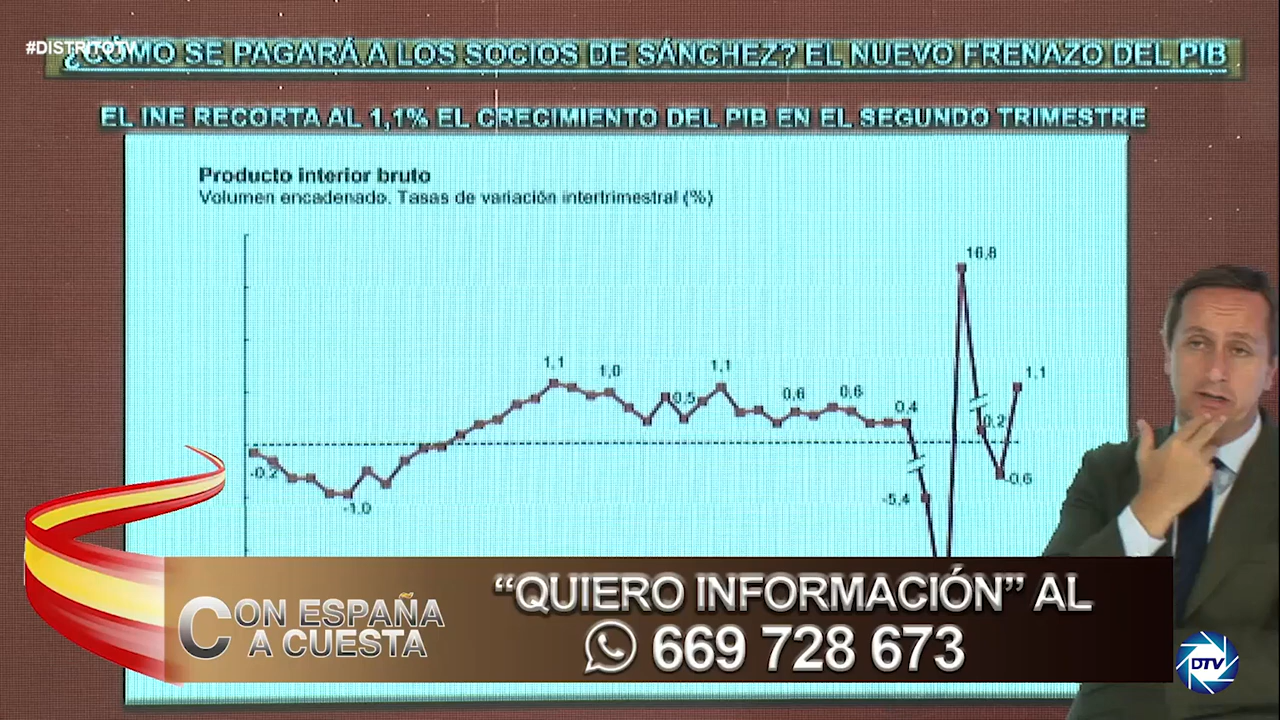 #DISTRITOTV
¿CÓMO SE PAGARÁ A LOS SOCIOS DE SÁNCHEZ? EL NUEVO FRENAZO DEL PIB
EL INE RECORTA AL 1,1% EL CRECIMIENTO DEL PIB EN EL SEGUNDO TRIMESTRE
Producto interior bruto
Volumen encadenado. Tasas de variación intertrimestral (%)
16,8
1,1
1,0
1,1
0,5
0,6
0,6
0,4
0,2
1,1
-0,2
-1,0
-5,4
-0,6
CON ESPAÑA
A CUESTA
“QUIERO INFORMACIÓN” AL
669 728 673
DTV